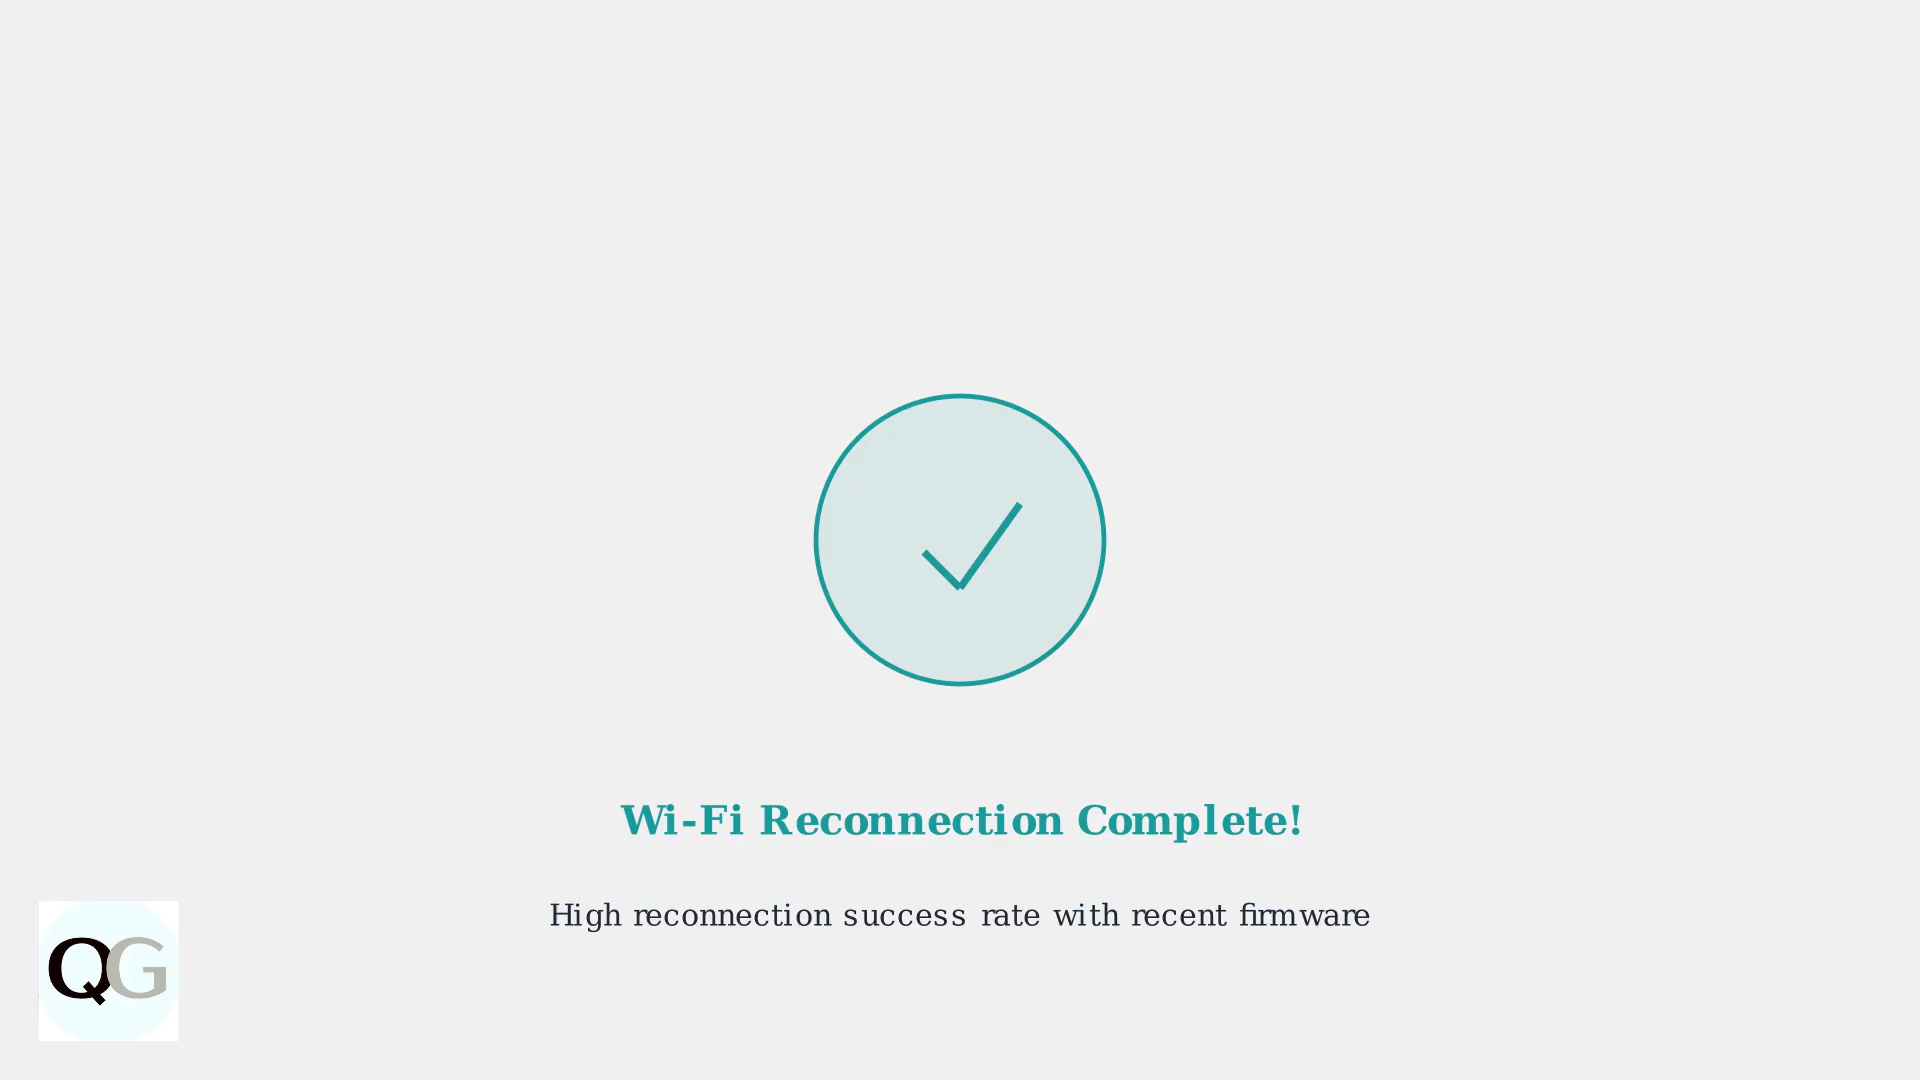 Wi-Fi Reconnection Complete!
High reconnection success rate with recent firmware
QG